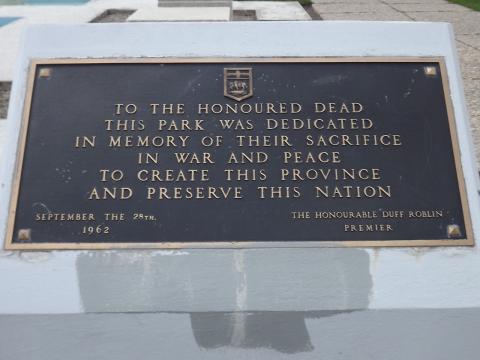 TO THE HONOURED DEAD
THIS PARK WAS DEDICATED
IN MEMORY OF THEIR SACRIFICE
IN WAR AND PEACE
TO CREATE THIS PROVINCE
AND PRESERVE THIS NATION
SEPTEMBER THE 28TH.
1962
THE HONOURABLE DUFF ROBLIN
PREMIER